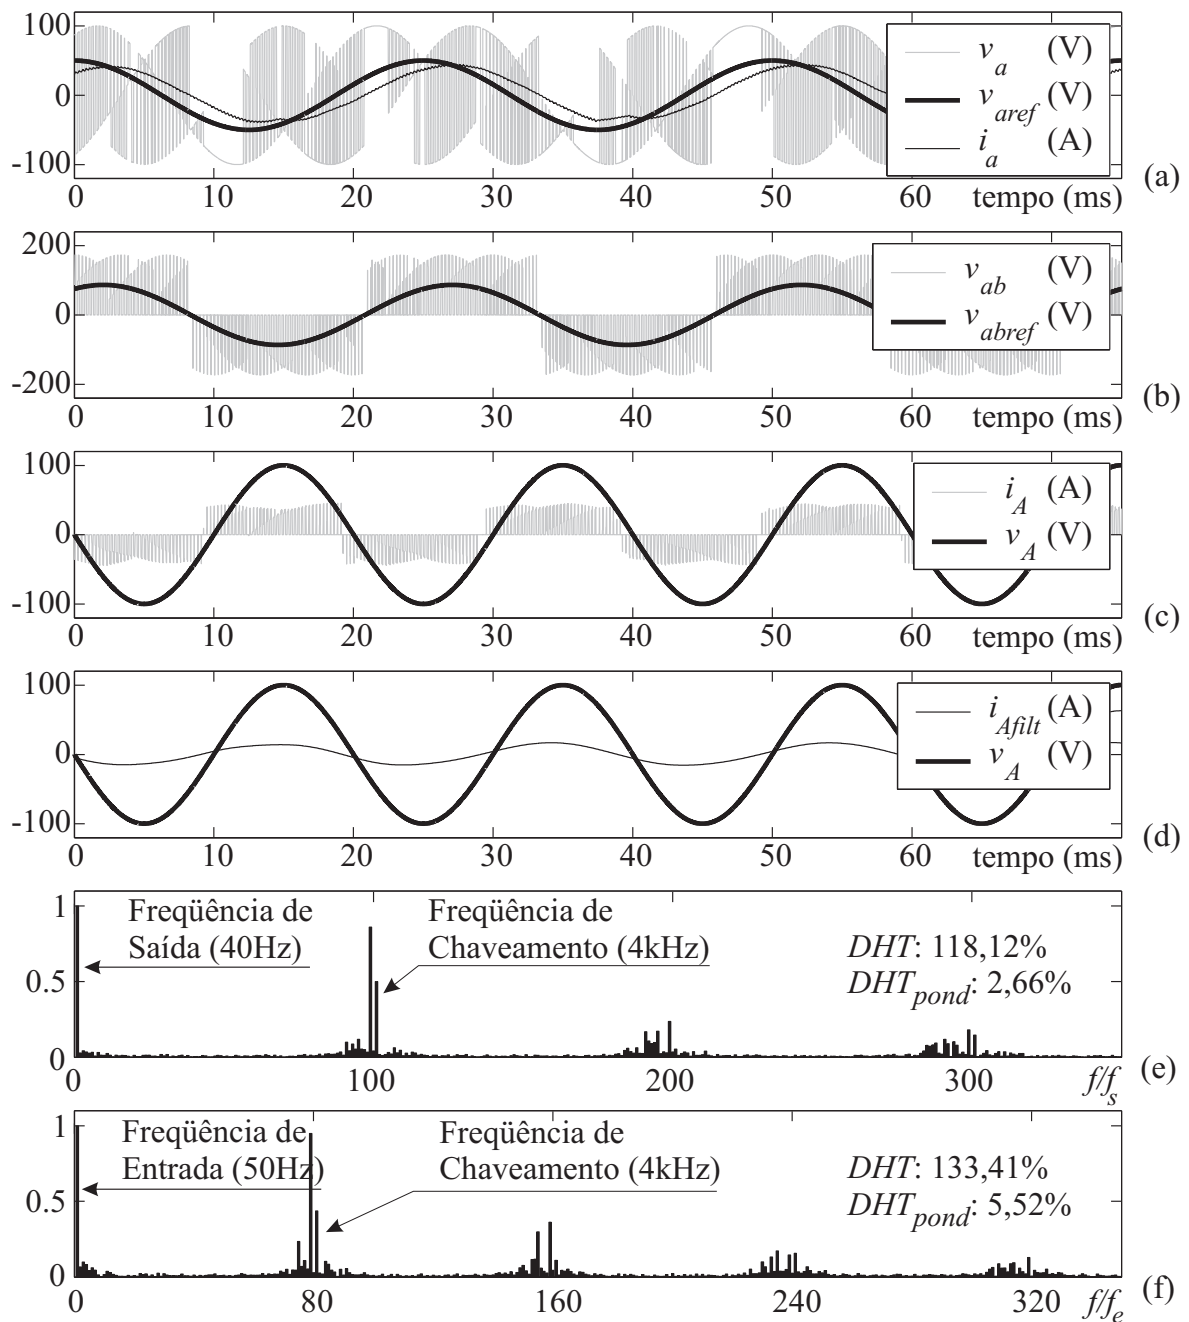 100
0
-100
v_a (V)
v_aref (V)
i_a (A)
0 10 20 30 40 50 60 tempo (ms)
(a)
200
0
-200
v_ab (V)
v_abref (V)
0 10 20 30 40 50 60 tempo (ms)
(b)
100
0
-100
i_A (A)
v_A (V)
0 10 20 30 40 50 60 tempo (ms)
(c)
100
0
-100
i_Afilt (A)
v_A (V)
0 10 20 30 40 50 60 tempo (ms)
(d)
1
0.5
0
Freqüência de
Saída (40Hz)
Freqüência de
Chaveamento (4kHz)
DHT: 118,12%
DHT_pond: 2,66%
0 100 200 300 f/f_s
(e)
1
0.5
0
Freqüência de
Entrada (50Hz)
Freqüência de
Chaveamento (4kHz)
DHT: 133,41%
DHT_pond: 5,52%
0 80 160 240 320 f/f_e
(f)